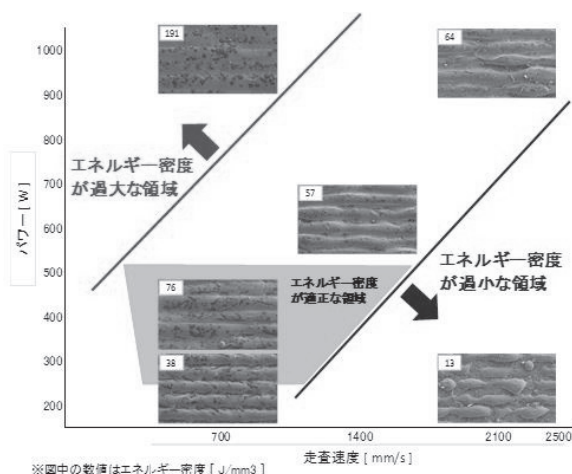 1000
900
800
700
600
500
400
300
200
パワー [ W ]
191
64
57
76
38
13
エネルギー密度
が過大な領域
エネルギー密度
が適正な領域
エネルギー密度
が過小な領域
700
1400
2100
2500
走査速度 [ mm/s ]
※図中の数値はエネルギー密度 [ J/mm3 ]